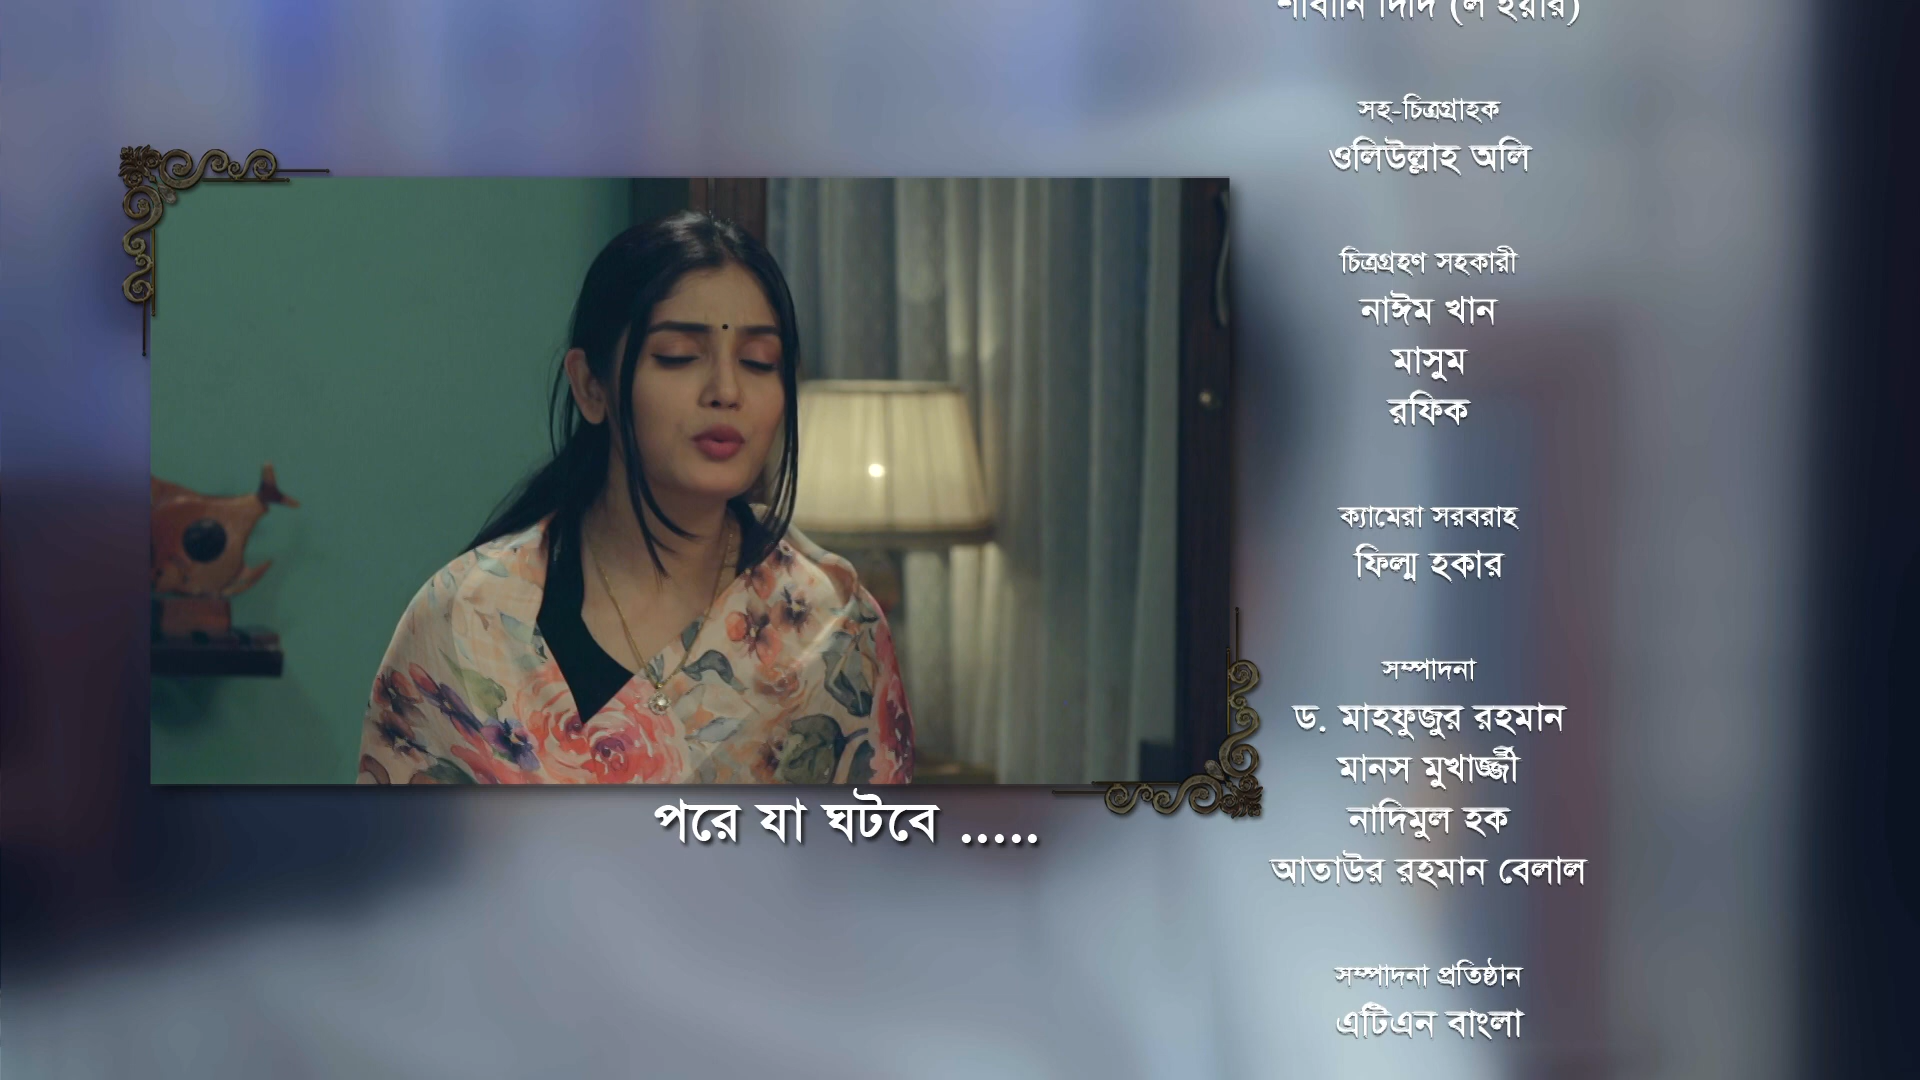 সহ-চিত্রগ্রাহক
ওলিউল্লাহ অলি
চিত্রগ্রহণ সহকারী
নাঈম খান
মাসুম
রফিক
ক্যামেরা সরবরাহ
ফিল্ম হকার
সম্পাদনা
ড. মাহফুজুর রহমান
মানস মুখার্জ্জী
নাদিমুল হক
আতাউর রহমান বেলাল
সম্পাদনা প্রতিষ্ঠান
এটিএন বাংলা
পরে যা ঘটবে .....